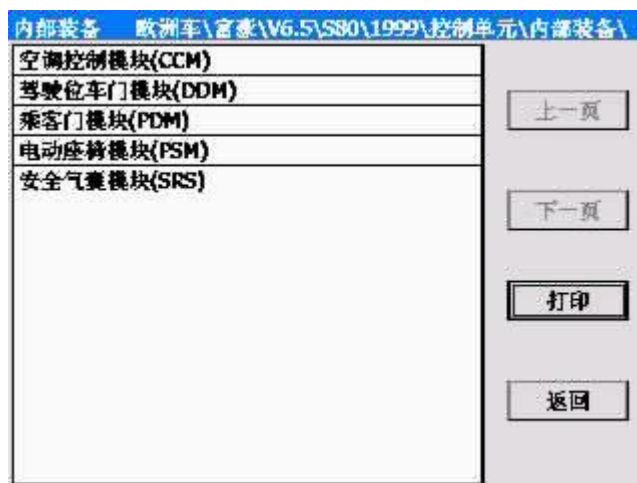 内部装备 欧洲车\富豪\V6.5\S80\1999\控制单元\内部装备\
空调控制模块(CCM)
驾驶位车门模块(DDM)
乘客门模块(PDM)
电动座椅模块(PSM)
安全气囊模块(SRS)
上一页
下一页
打印
返回